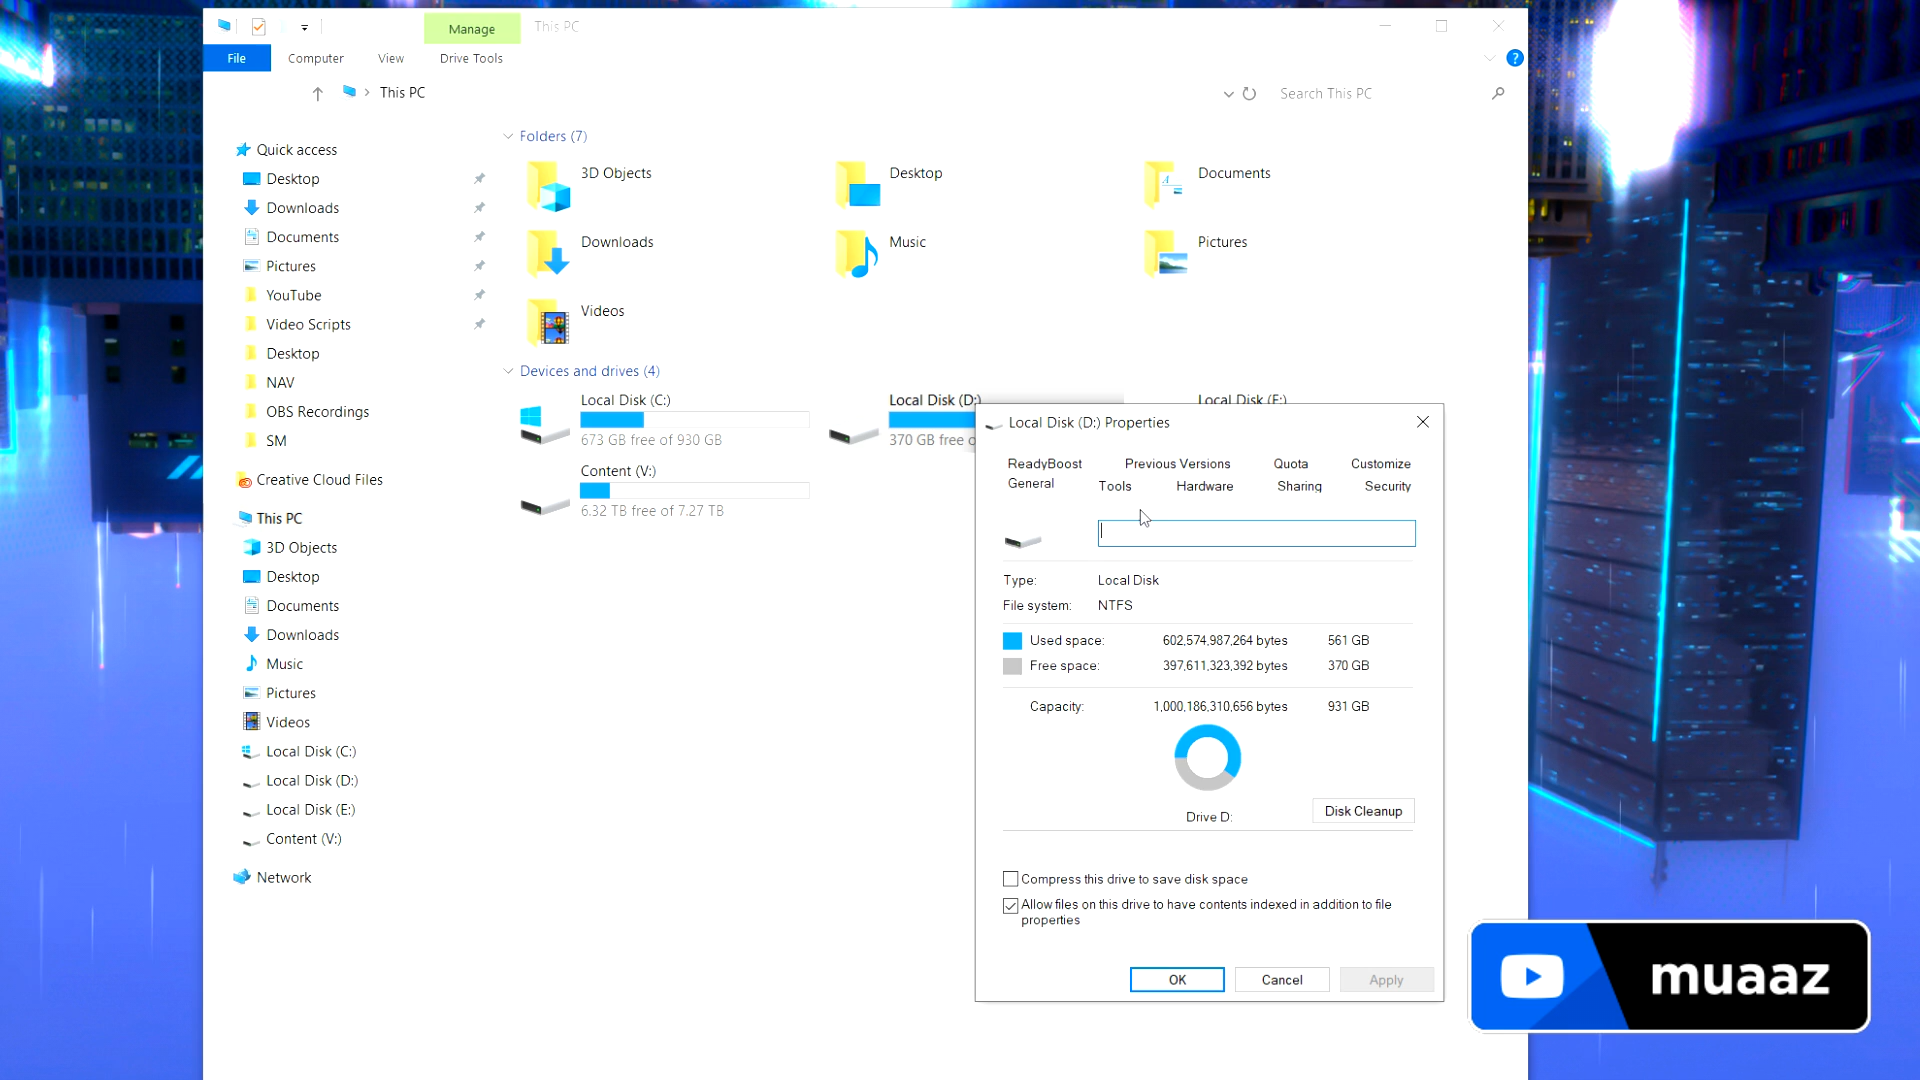 Manage
This PC
File
Computer
View
Drive Tools
This PC
Search This PC
Quick access
Desktop
Downloads
Documents
Pictures
YouTube
Video Scripts
Desktop
NAV
OBS Recordings
SM
Creative Cloud Files
This PC
3D Objects
Desktop
Documents
Downloads
Music
Pictures
Videos
Local Disk (C:)
Local Disk (D:)
Local Disk (E:)
Content (V:)
Network
Folders (7)
3D Objects
Desktop
Documents
Downloads
Music
Pictures
Videos
Devices and drives (4)
Local Disk (C:)
673 GB free of 930 GB
Local Disk (D:)
370 GB free o
Local Disk (E:)
Content (V:)
6.32 TB free of 7.27 TB
Local Disk (D:) Properties
ReadyBoost
Previous Versions
Quota
Customize
General
Tools
Hardware
Sharing
Security
Type:
Local Disk
File system:
NTFS
Used space:
602,574,987,264 bytes
561 GB
Free space:
397,611,323,392 bytes
370 GB
Capacity:
1,000,186,310,656 bytes
931 GB
Drive D:
Disk Cleanup
Compress this drive to save disk space
Allow files on this drive to have contents indexed in addition to file
properties
OK
Cancel
Apply
muaaz